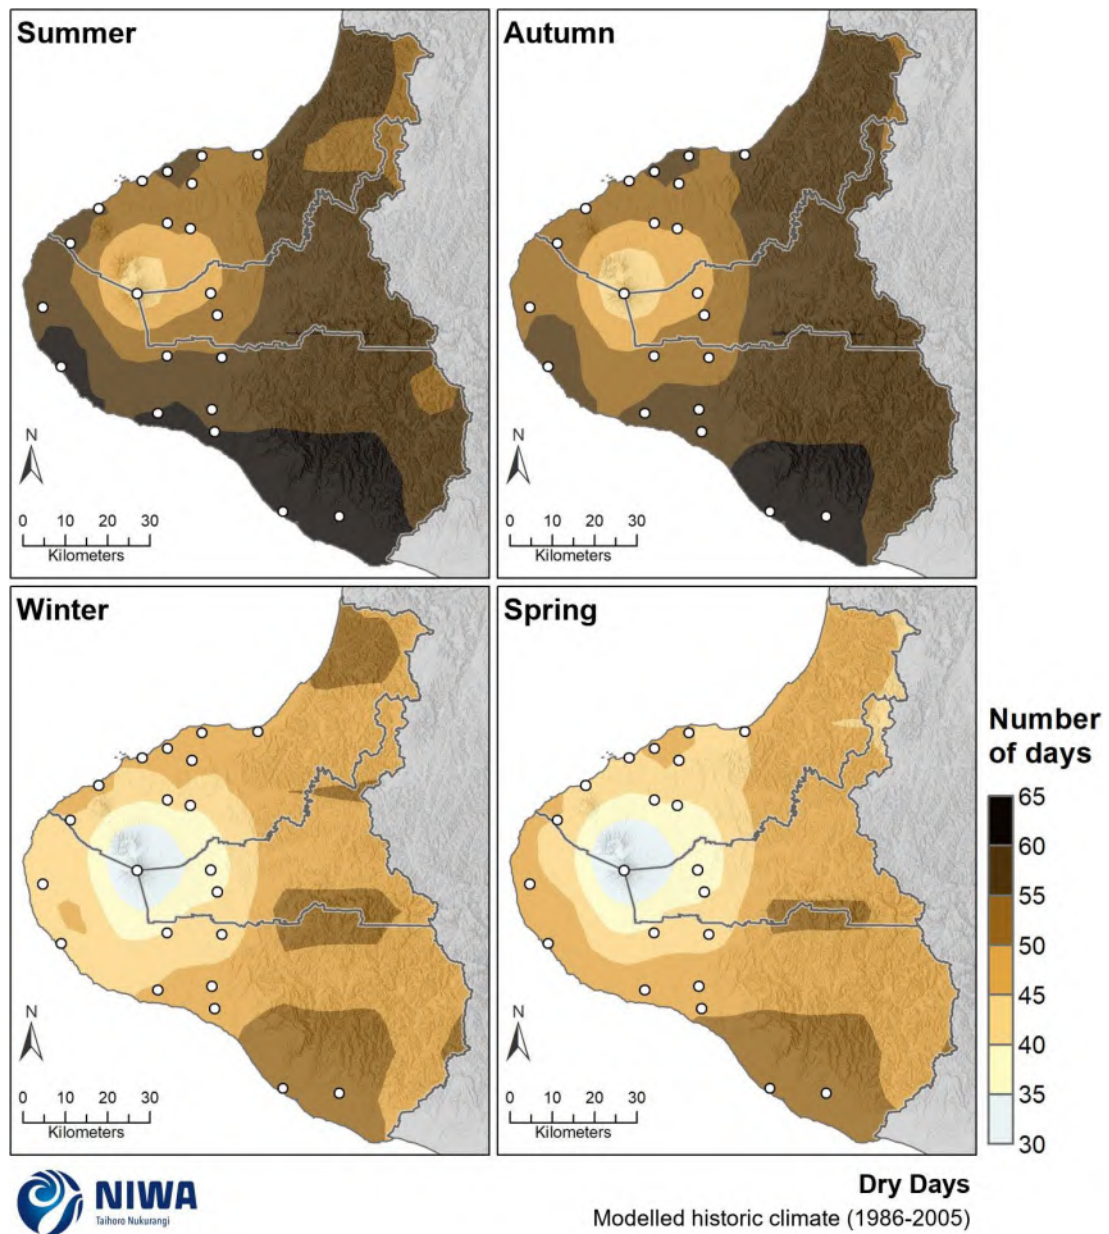 Summer
N
0 10 20 30
Kilometers
Autumn
N
0 10 20 30
Kilometers
Winter
N
0 10 20 30
Kilometers
Spring
N
0 10 20 30
Kilometers
Number
of days
65
60
55
50
45
40
35
30
NIWA
Taihoro Nukurangi
Dry Days
Modelled historic climate (1986-2005)